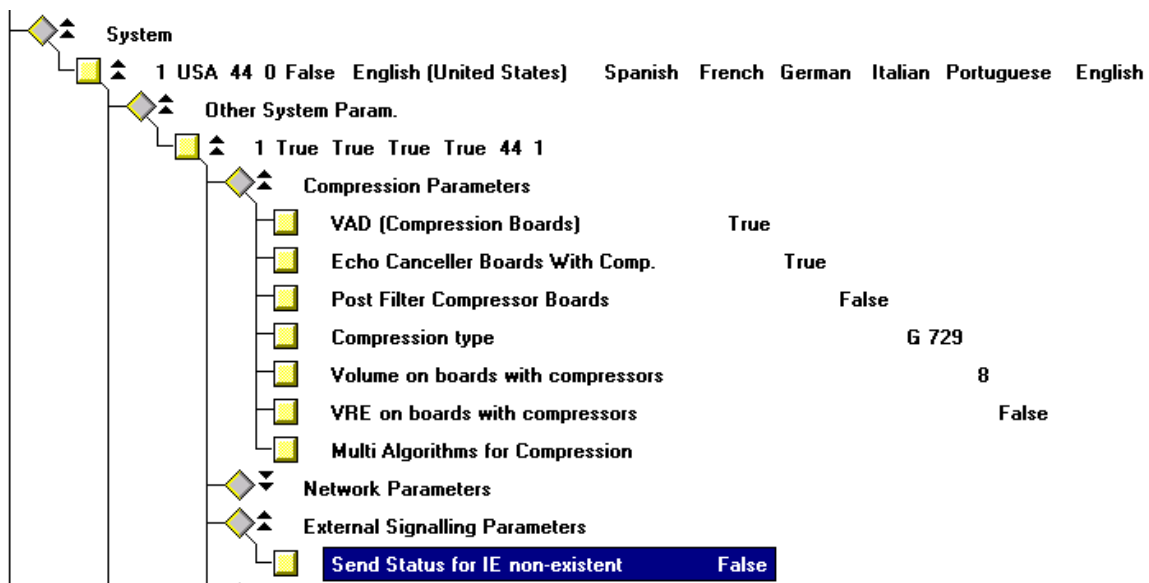 System
1 USA 44 0 False English (United States) Spanish French German Italian Portuguese English
Other System Param.
1 True True True True 44 1
Compression Parameters
VAD (Compression Boards) True
Echo Canceller Boards With Comp. True
Post Filter Compressor Boards False
Compression type G 729
Volume on boards with compressors 8
VRE on boards with compressors False
Multi Algorithms for Compression
Network Parameters
External Signalling Parameters
Send Status for IE non-existent False